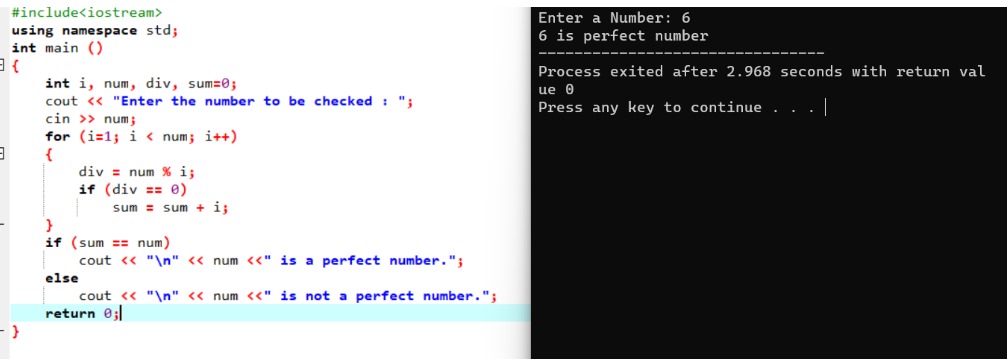 #include<iostream>
using namespace std;
int main ()
{
int i, num, div, sum=0;
cout << "Enter the number to be checked : ";
cin >> num;
for (i=1; i < num; i++)
{
div = num % i;
if (div == 0)
sum = sum + i;
}
if (sum == num)
cout << "\n" << num <<" is a perfect number.";
else
cout << "\n" << num <<" is not a perfect number.";
return 0;
}
Enter a Number: 6
6 is perfect number
--------------------------------
Process exited after 2.968 seconds with return val
ue 0
Press any key to continue . . .